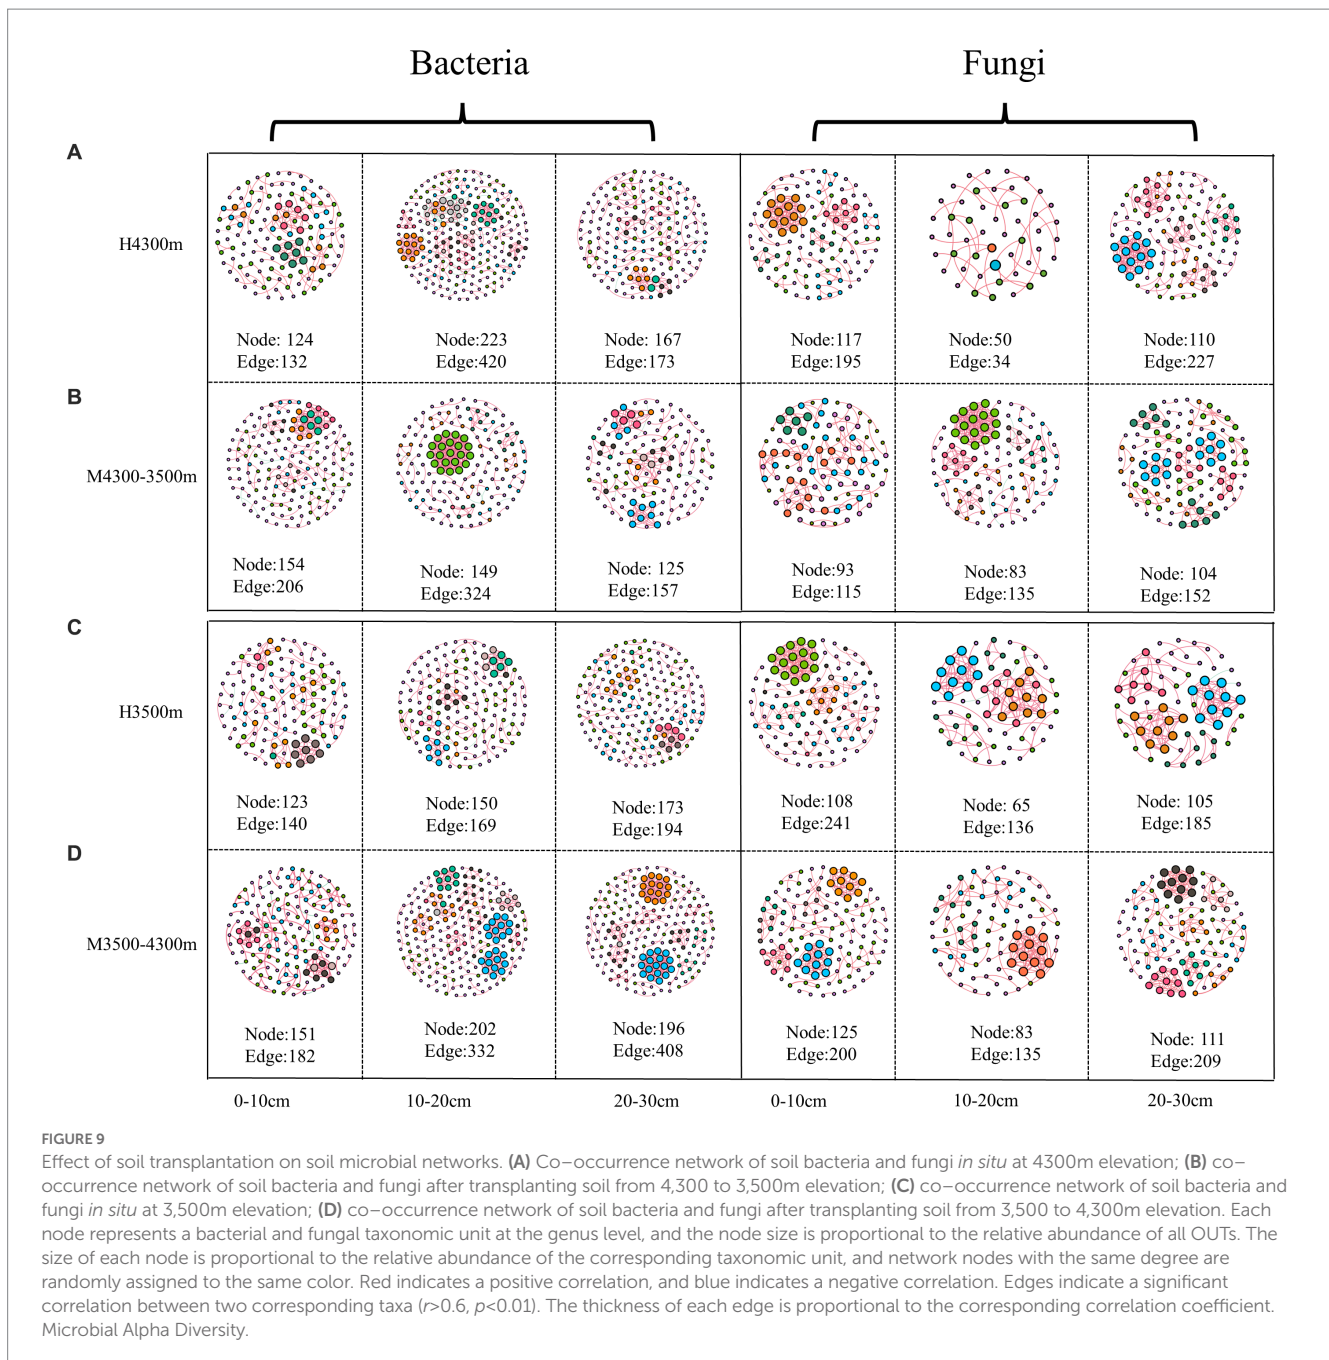 Bacteria
Fungi
A
H4300m
Node: 124
Edge:132
Node:223
Edge:420
Node: 167
Edge:173
Node:117
Edge:195
Node:50
Edge:34
Node:110
Edge:227
B
M4300-3500m
Node:154
Edge:206
Node: 149
Edge:324
Node: 125
Edge:157
Node:93
Edge:115
Node:83
Edge:135
Node: 104
Edge:152
C
H3500m
Node:123
Edge:140
Node:150
Edge:169
Node:173
Edge:194
Node:108
Edge:241
Node: 65
Edge:136
Node: 105
Edge:185
D
M3500-4300m
Node:151
Edge:182
Node:202
Edge:332
Node:196
Edge:408
Node:125
Edge:200
Node:83
Edge:135
Node: 111
Edge:209
0-10cm
10-20cm
20-30cm
0-10cm
10-20cm
20-30cm
FIGURE 9
Effect of soil transplantation on soil microbial networks. (A) Co–occurrence network of soil bacteria and fungi in situ at 4300m elevation; (B) co–
occurrence network of soil bacteria and fungi after transplanting soil from 4,300 to 3,500m elevation; (C) co–occurrence network of soil bacteria and
fungi in situ at 3,500m elevation; (D) co–occurrence network of soil bacteria and fungi after transplanting soil from 3,500 to 4,300m elevation. Each
node represents a bacterial and fungal taxonomic unit at the genus level, and the node size is proportional to the relative abundance of all OUTs. The
size of each node is proportional to the relative abundance of the corresponding taxonomic unit, and network nodes with the same degree are
randomly assigned to the same color. Red indicates a positive correlation, and blue indicates a negative correlation. Edges indicate a significant
correlation between two corresponding taxa (r>0.6, p<0.01). The thickness of each edge is proportional to the corresponding correlation coefficient.
Microbial Alpha Diversity.